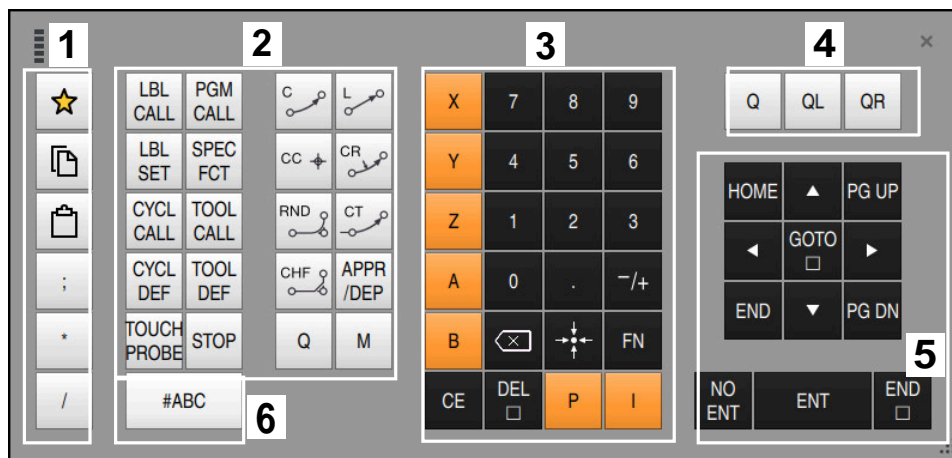 1 2 3 4
LBL CALL PGM CALL C L X 7 8 9 Q QL QR
LBL SET SPEC FCT CC CR Y 4 5 6 HOME PG UP
CYCL CALL TOOL CALL RND CT Z 1 2 3 GOTO
; CYCL DEF TOOL DEF CHF APPR /DEP A 0 . −/+ END PG DN
* TOUCH PROBE STOP Q M B FN 5
/ #ABC 6 CE DEL P I NO ENT ENT END